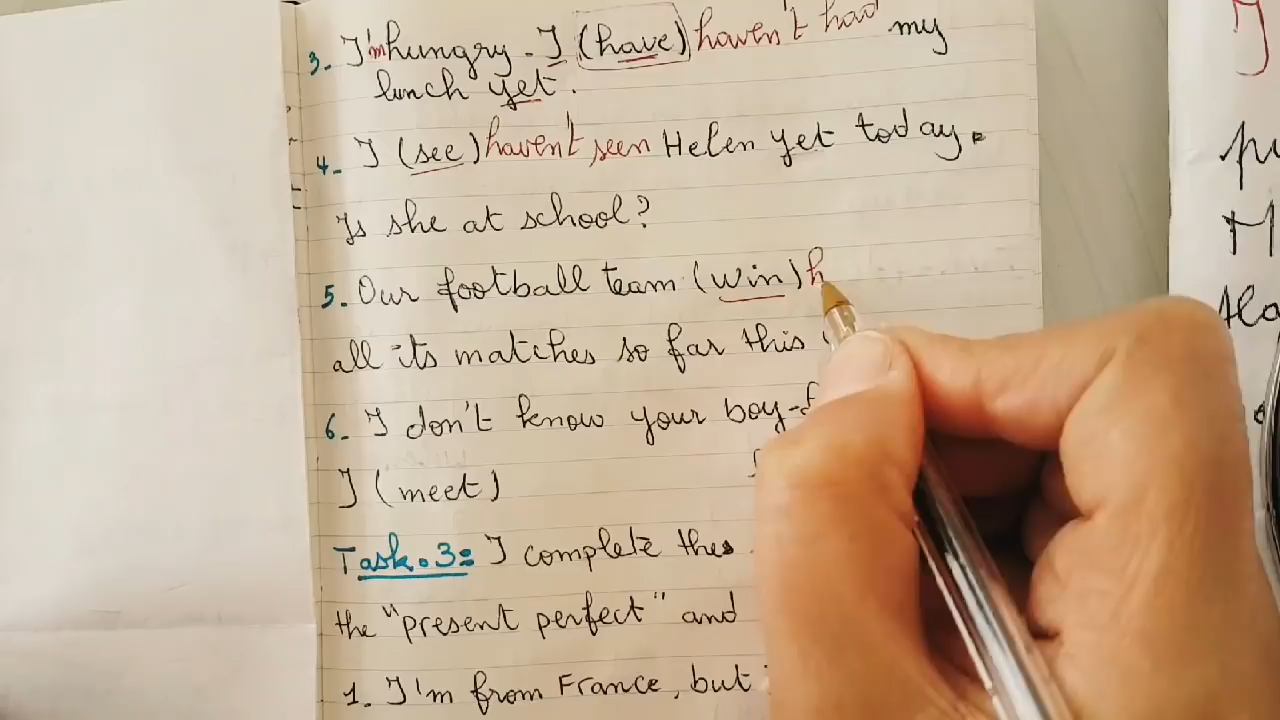 3. I'm hungry. I (have) haven't had my
lunch yet.
4. I (see) haven't seen Helen yet today.
Is she at school?
5. Our football team (win) h
all its matches so far this
6. I don't know your boy-f
I (meet)
Task.3: I complete thes
the "present perfect" and
1. I'm from France, but